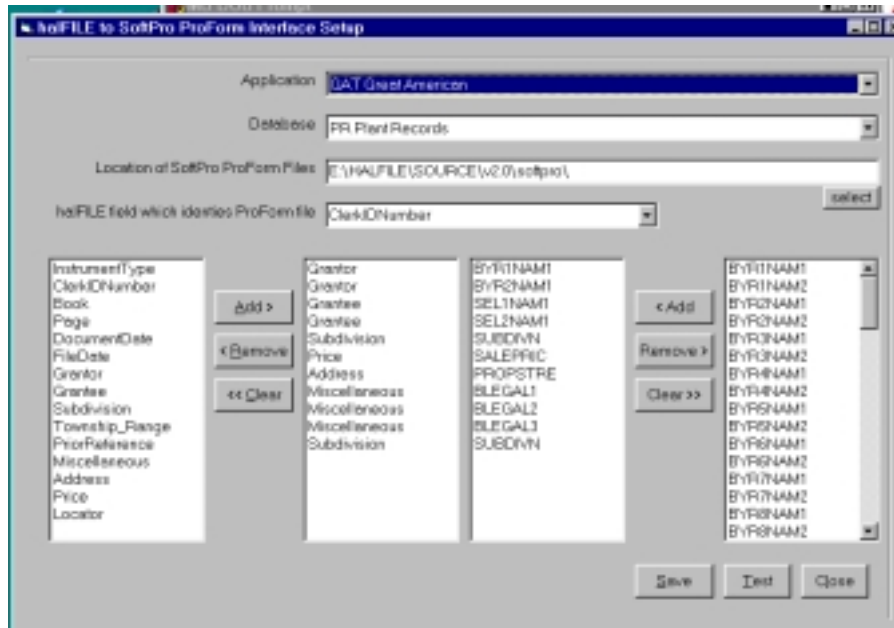 halFILE to SoftPro ProForm Interface Setup
Application
GAT Great American
Database
PR Plant Records
Location of SoftPro ProForm Files
E:\HALFILE\SOURCE\v2.0\softpro\
select
halFILE field which identies ProForm file
ClerkIDNumber
InstrumentType
ClerkIDNumber
Book
Page
DocumentDate
FileDate
Grantor
Grantee
Subdivision
Township_Range
PriorReference
Miscellaneous
Address
Price
Locator
Add >
< Remove
<< Clear
Grantor
Grantor
Grantee
Grantee
Subdivision
Price
Address
Miscellaneous
Miscellaneous
Miscellaneous
Subdivision
BYR1NAM1
BYR2NAM1
SEL1NAM1
SEL2NAM1
SUBDIVN
SALEPRIC
PROPSTRE
BLEGAL1
BLEGAL2
BLEGAL3
SUBDIVN
< Add
Remove >
Clear >>
BYR1NAM1
BYR1NAM2
BYR2NAM1
BYR2NAM2
BYR3NAM1
BYR3NAM2
BYR4NAM1
BYR4NAM2
BYR5NAM1
BYR5NAM2
BYR6NAM1
BYR6NAM2
BYR7NAM1
BYR7NAM2
BYR8NAM1
BYR8NAM2
Save
Test
Close